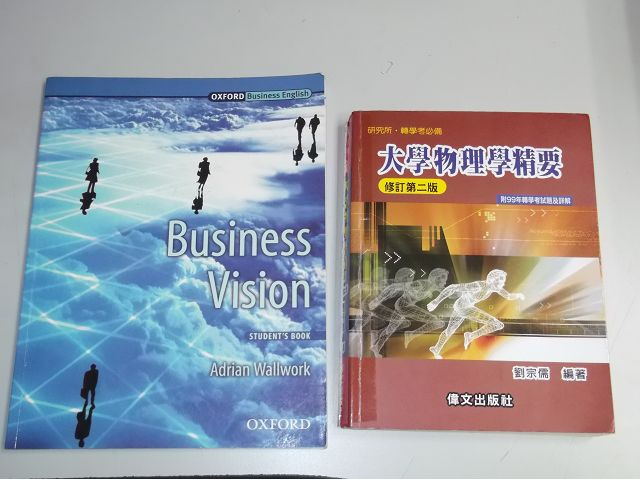 OXFORD Business English
Business
Vision
STUDENT'S BOOK
Adrian Wallwork
OXFORD
研究所・轉學考必備
大學物理學精要
修訂第二版
附99年轉學考試題及詳解
>>>
>>
劉宗儒 編著
偉文出版社